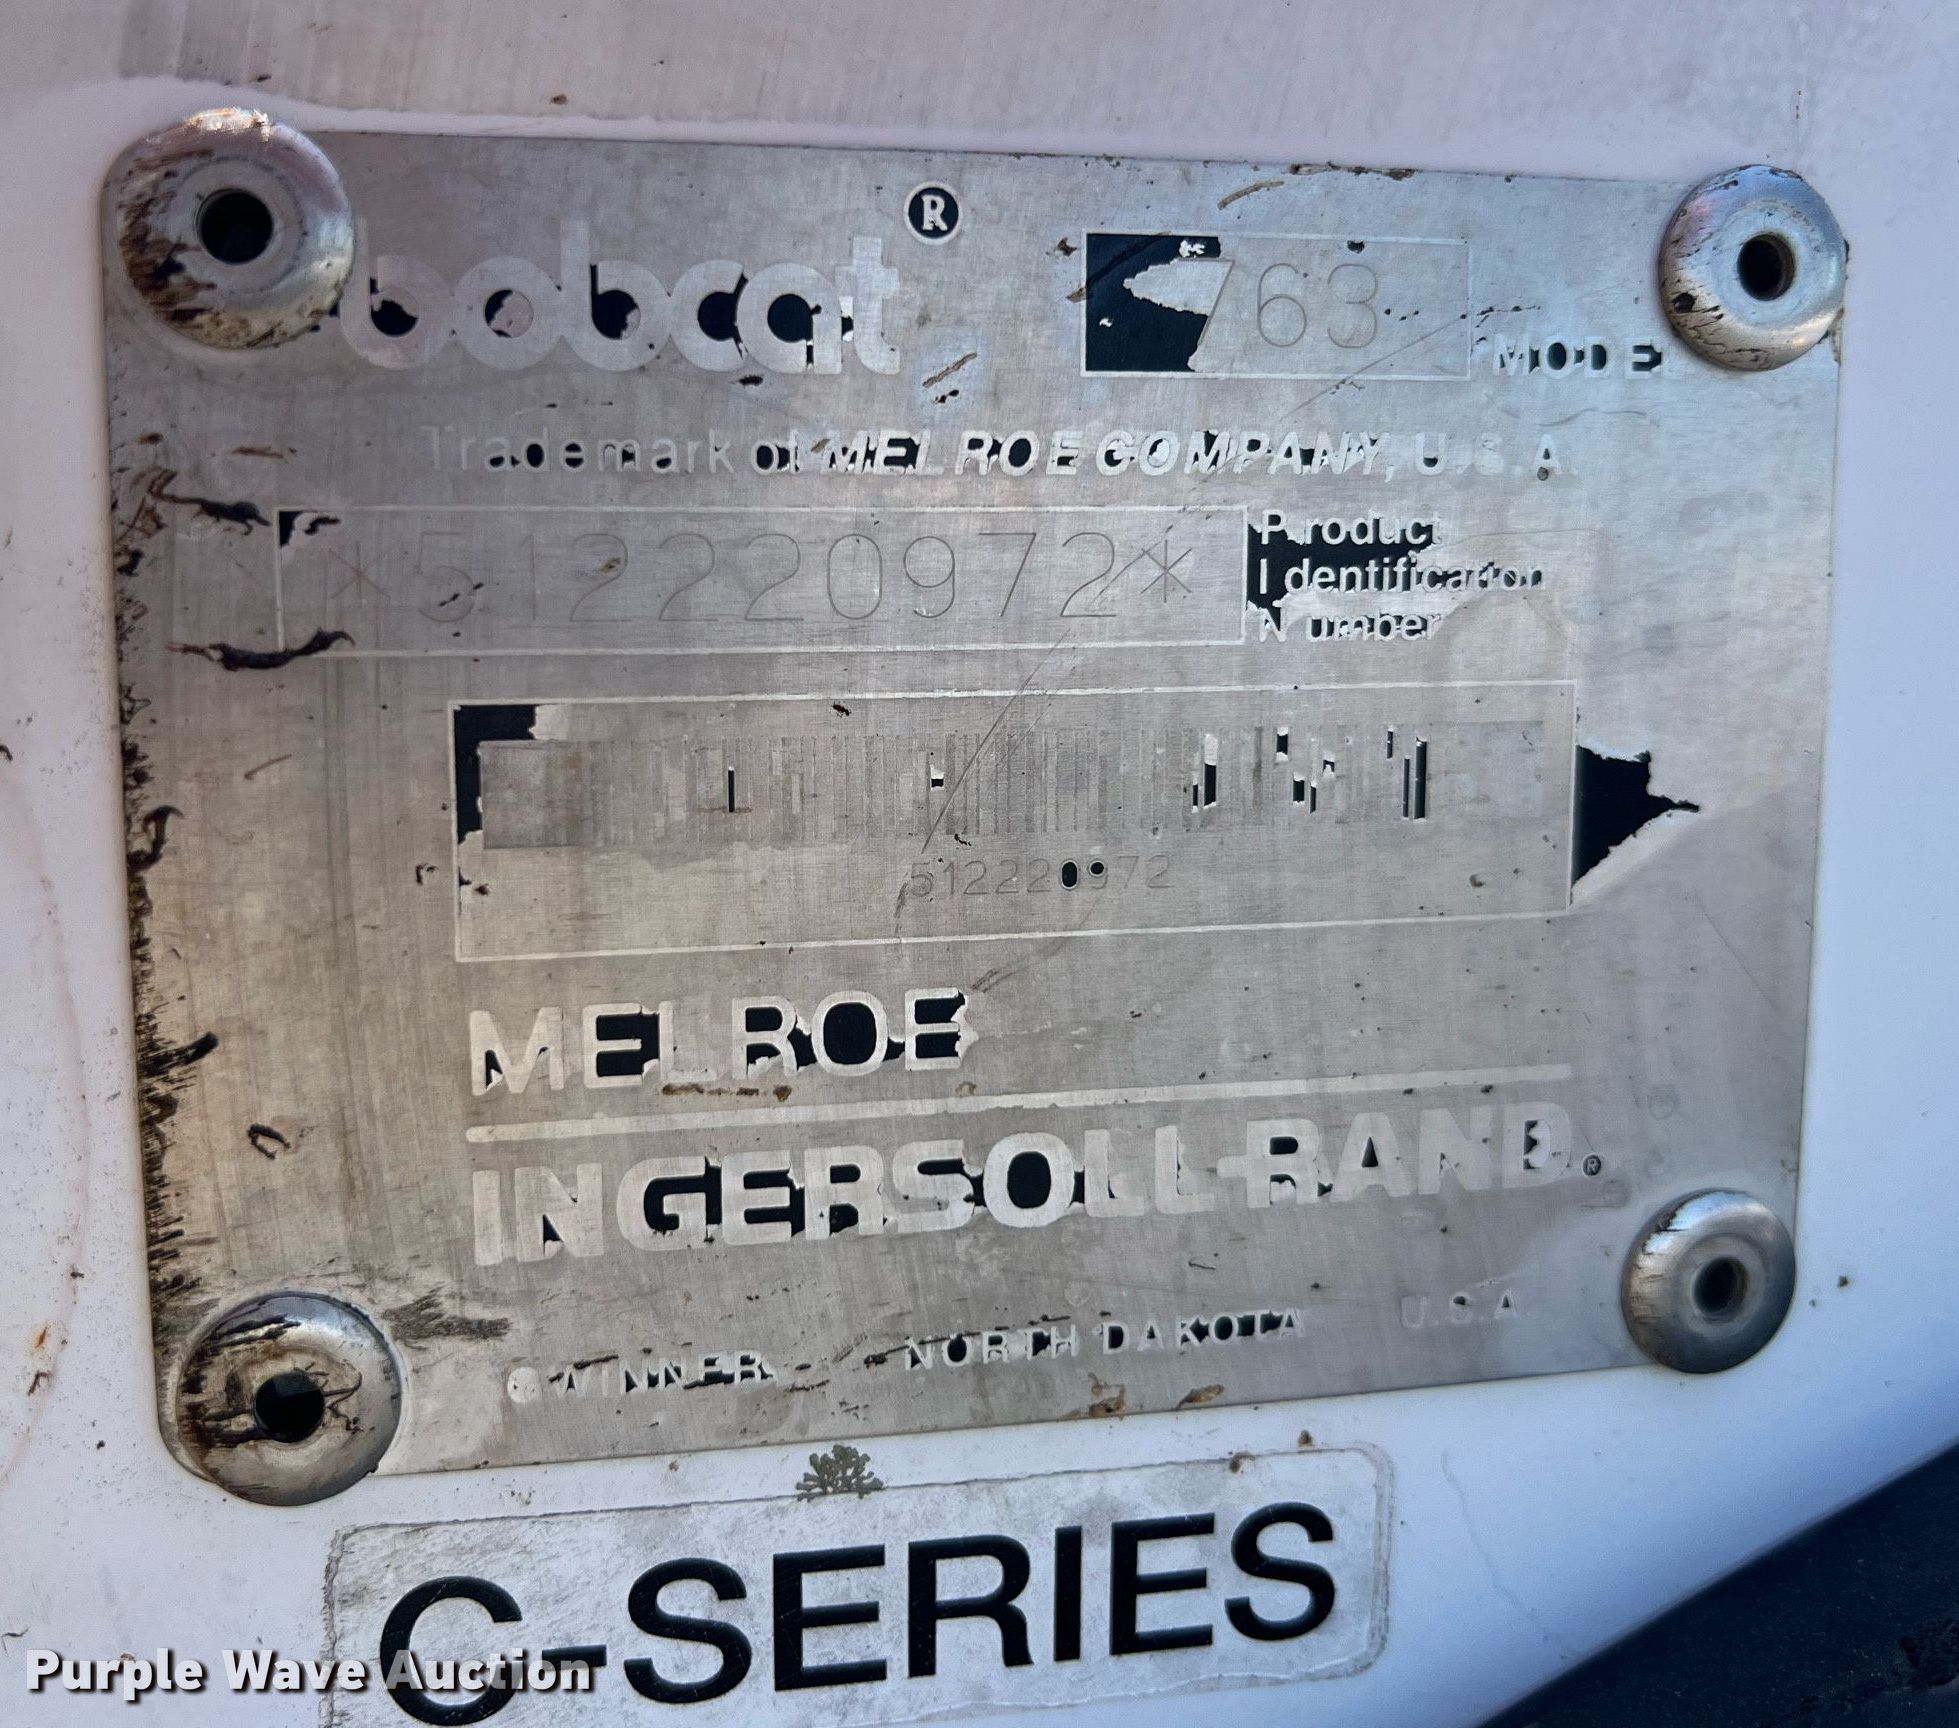 bobcat®
763 MODEL
Trademark of MELROE COMPANY, U.S.A.
*512220972*
Product
Identification
Number
512220972
MELROE
INGERSOLL-RAND®
GWINNER, NORTH DAKOTA U.S.A.
G-SERIES
Purple Wave Auction